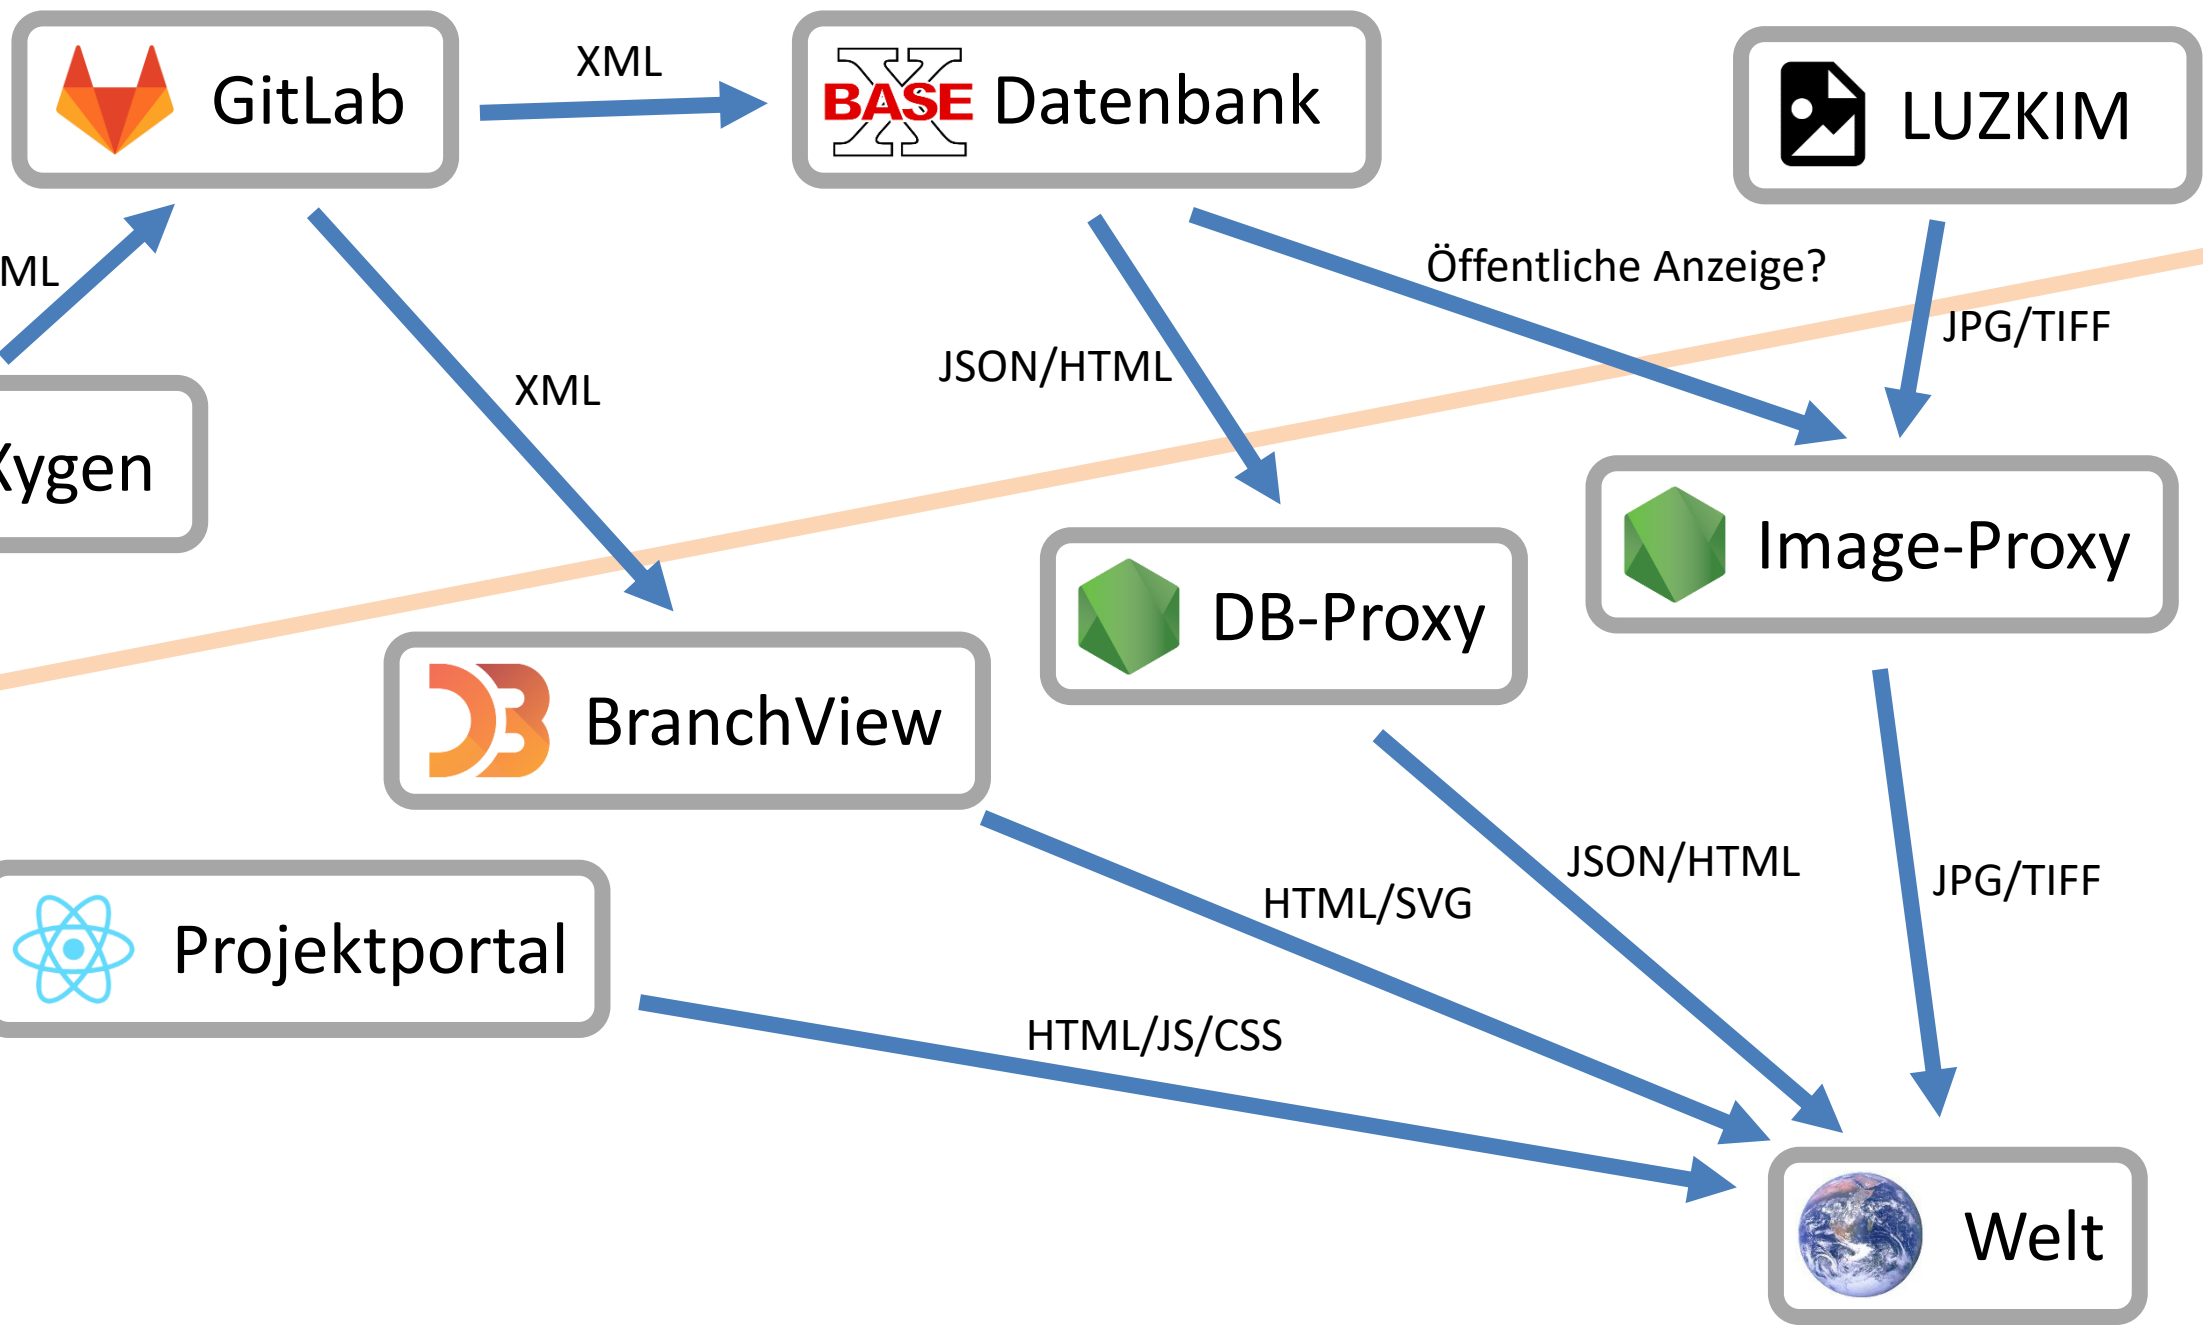 GitLab
XML
BASE X Datenbank
LUZKIM
ML
Öffentliche Anzeige?
JPG/TIFF
JSON/HTML
XML
Xygen
Image-Proxy
DB-Proxy
BranchView
JSON/HTML
HTML/SVG
JPG/TIFF
Projektportal
HTML/JS/CSS
Welt